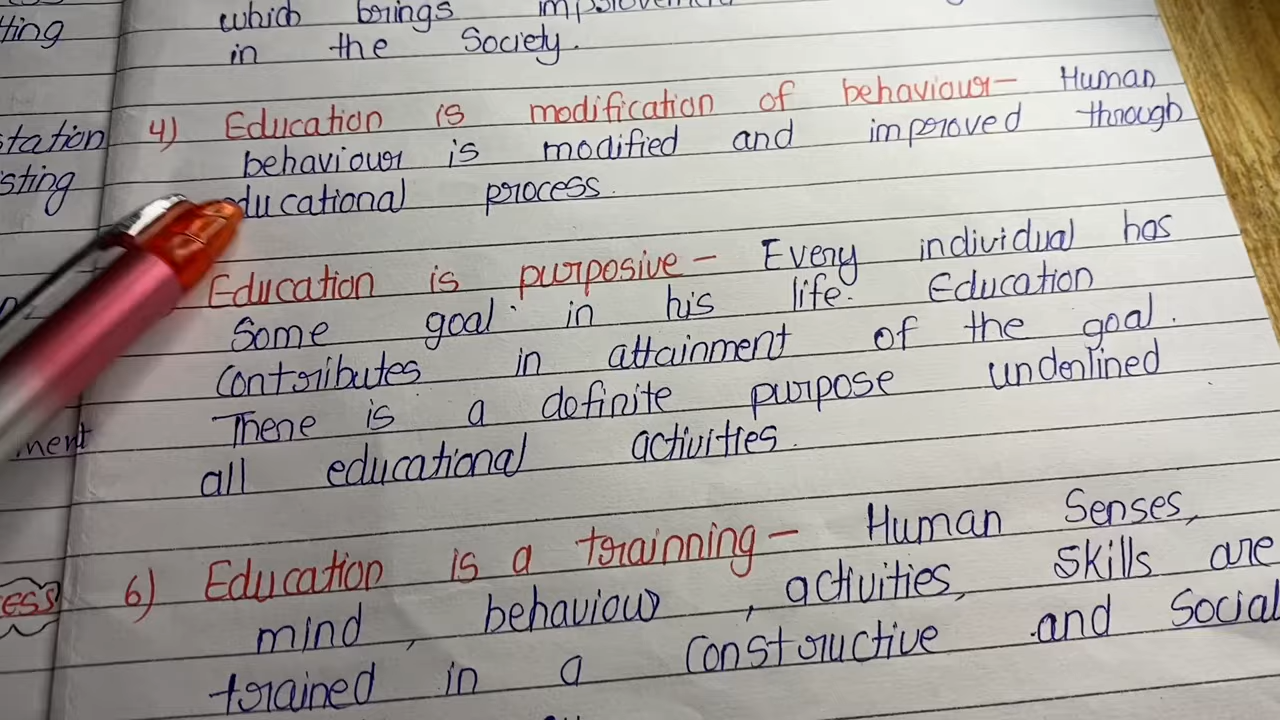 which brings
in the Society.
4) Education is modification of behaviour- Human
behaviour is modified and improved through
educational process.
Education is purposive- Every individual has
Some goal in his life. Education
Contributes in attainment of the goal.
There is a definite purpose underlined
all educational activities.
6) Education is a trainning- Human Senses,
mind, behaviour, activities, skills are
trained in a constructive and Social